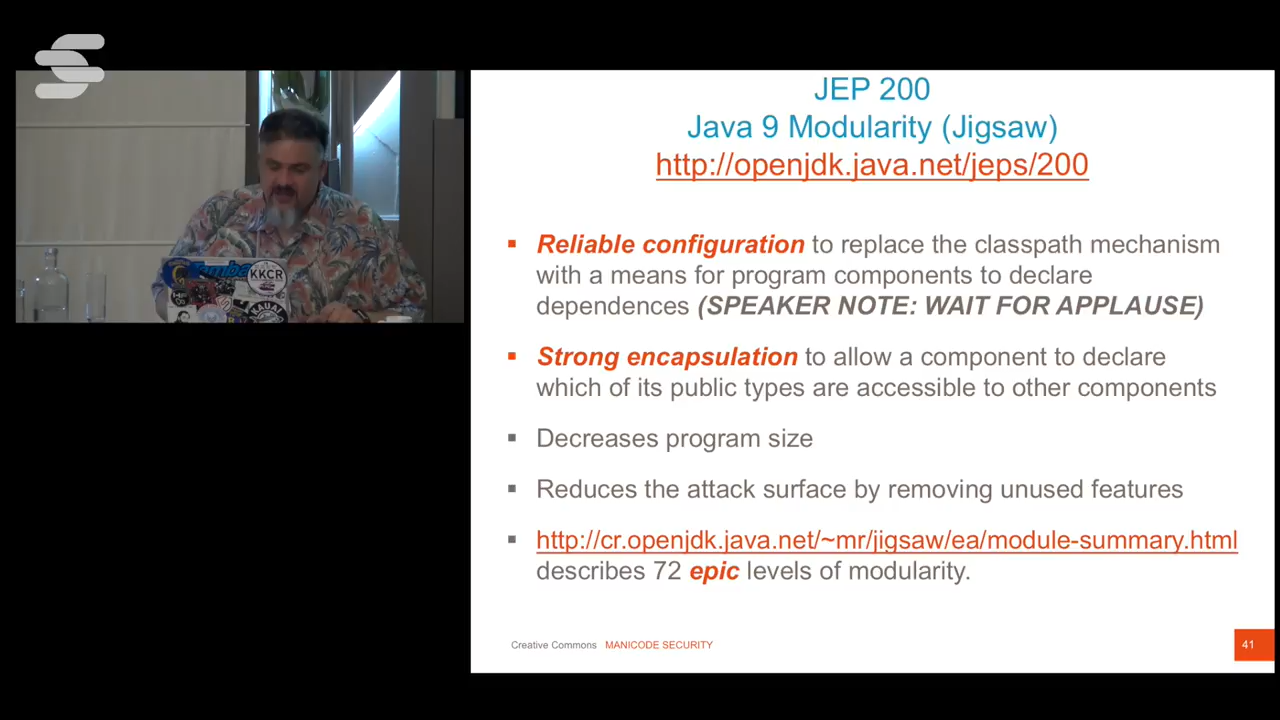 JEP 200
Java 9 Modularity (Jigsaw)
http://openjdk.java.net/jeps/200
Reliable configuration to replace the classpath mechanism
with a means for program components to declare
dependences (SPEAKER NOTE: WAIT FOR APPLAUSE)
Strong encapsulation to allow a component to declare
which of its public types are accessible to other components
Decreases program size
Reduces the attack surface by removing unused features
http://cr.openjdk.java.net/~mr/jigsaw/ea/module-summary.html
describes 72 epic levels of modularity.
Creative Commons MANICODE SECURITY
41
KKCR